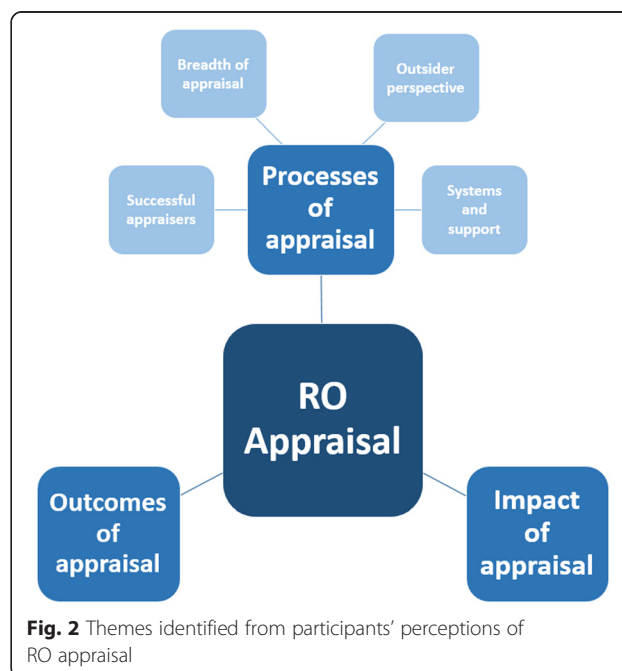 Breadth of
appraisal
Outsider
perspective
Successful
appraisers
Processes
of
appraisal
Systems
and
support
RO
Appraisal
Outcomes
of
appraisal
Impact
of
appraisal
Fig. 2 Themes identified from participants' perceptions of
RO appraisal